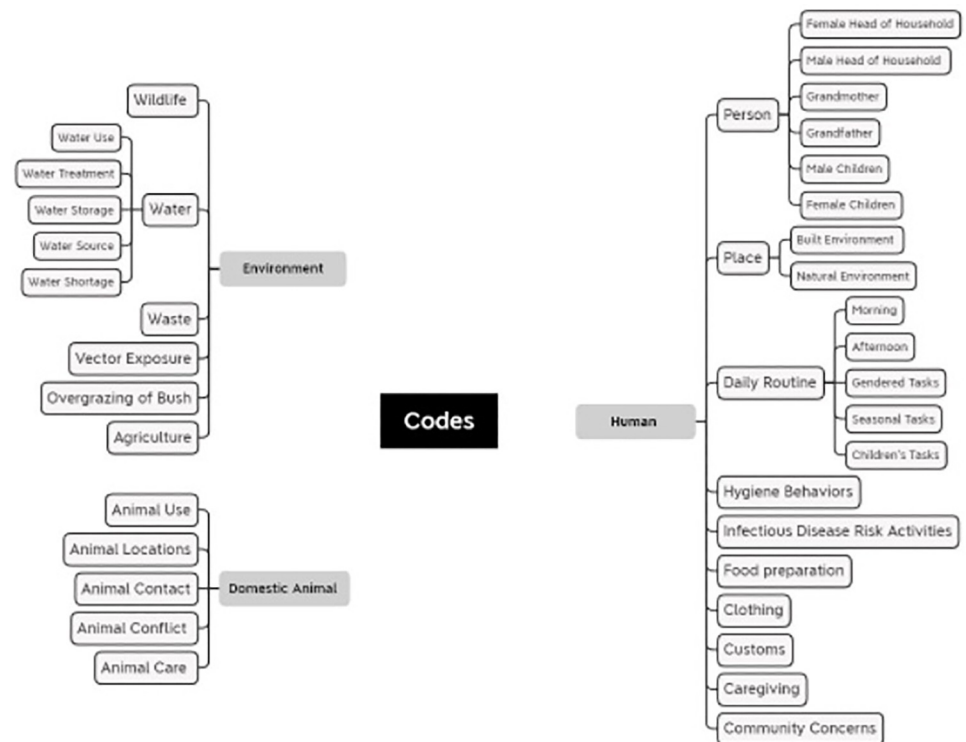 Wildlife
Water Use
Water Treatment
Water Storage
Water Source
Water Shortage
Water
Waste
Vector Exposure
Overgrazing of Bush
Agriculture
Environment
Animal Use
Animal Locations
Animal Contact
Animal Conflict
Animal Care
Domestic Animal
Codes
Human
Person
Female Head of Household
Male Head of Household
Grandmother
Grandfather
Male Children
Female Children
Place
Built Environment
Natural Environment
Daily Routine
Morning
Afternoon
Gendered Tasks
Seasonal Tasks
Children's Tasks
Hygiene Behaviors
Infectious Disease Risk Activities
Food preparation
Clothing
Customs
Caregiving
Community Concerns